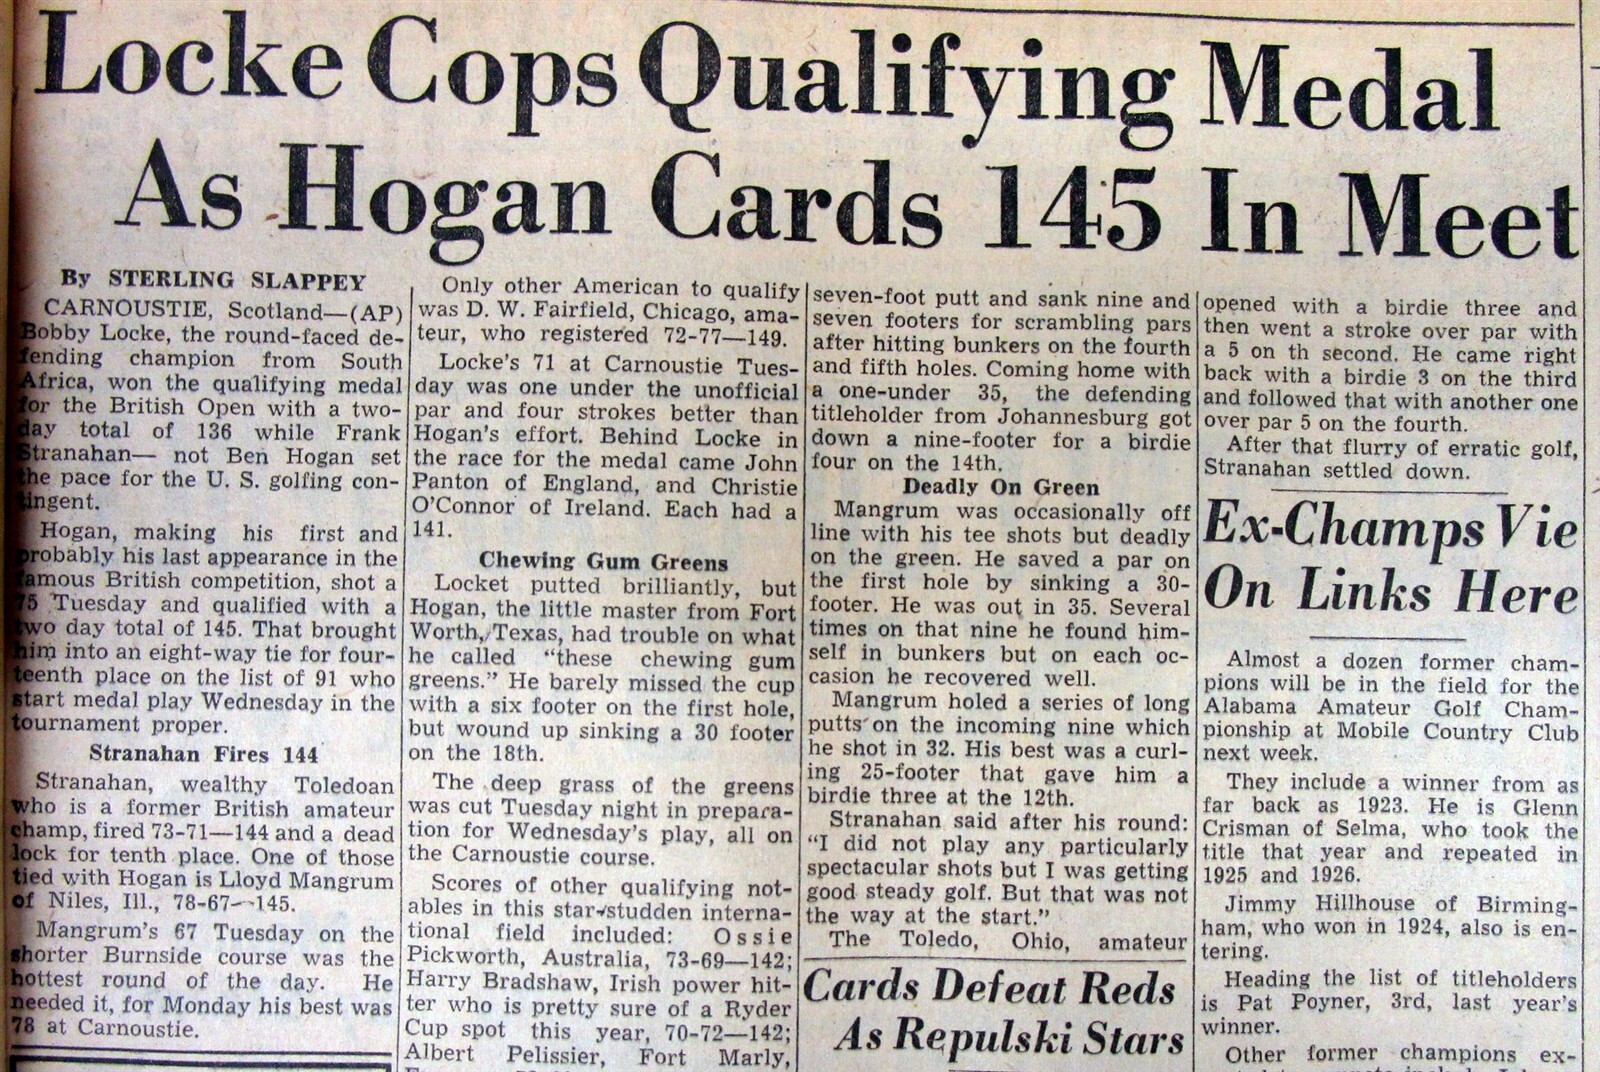 Locke Cops Qualifying Medal
As Hogan Cards 145 In Meet
By STERLING SLAPPEY
CARNOUSTIE, Scotland—(AP)
Bobby Locke, the round-faced de-
fending champion from South
Africa, won the qualifying medal
for the British Open with a two-
day total of 136 while Frank
Stranahan— not Ben Hogan set
the pace for the U. S. golfing con-
tingent.
Hogan, making his first and
probably his last appearance in the
famous British competition, shot a
75 Tuesday and qualified with a
two day total of 145. That brought
him into an eight-way tie for four-
teenth place on the list of 91 who
start medal play Wednesday in the
tournament proper.
Stranahan Fires 144
Stranahan, wealthy Toledoan
who is a former British amateur
champ, fired 73-71—144 and a dead
lock for tenth place. One of those
tied with Hogan is Lloyd Mangrum
of Niles, Ill., 78-67—145.
Mangrum's 67 Tuesday on the
shorter Burnside course was the
hottest round of the day. He
needed it, for Monday his best was
78 at Carnoustie.
Only other American to qualify
was D. W. Fairfield, Chicago, ama-
teur, who registered 72-77—149.
Locke's 71 at Carnoustie Tues-
day was one under the unofficial
par and four strokes better than
Hogan's effort. Behind Locke in
the race for the medal came John
Panton of England, and Christie
O'Connor of Ireland. Each had a
141.
Chewing Gum Greens
Locket putted brilliantly, but
Hogan, the little master from Fort
Worth, Texas, had trouble on what
he called "these chewing gum
greens." He barely missed the cup
with a six footer on the first hole,
but wound up sinking a 30 footer
on the 18th.
The deep grass of the greens
was cut Tuesday night in prepara-
tion for Wednesday's play, all on
the Carnoustie course.
Scores of other qualifying not-
ables in this star-studden interna-
tional field included: Ossie
Pickworth, Australia, 73-69—142;
Harry Bradshaw, Irish power hit-
ter who is pretty sure of a Ryder
Cup spot this year, 70-72—142;
Albert Pelissier, Fort Marly,
seven-foot putt and sank nine and
seven footers for scrambling pars
after hitting bunkers on the fourth
and fifth holes. Coming home with
a one-under 35, the defending
titleholder from Johannesburg got
down a nine-footer for a birdie
four on the 14th.
Deadly On Green
Mangrum was occasionally off
line with his tee shots but deadly
on the green. He saved a par on
the first hole by sinking a 30-
footer. He was out in 35. Several
times on that nine he found him-
self in bunkers but on each oc-
casion he recovered well.
Mangrum holed a series of long
putts on the incoming nine which
he shot in 32. His best was a curl-
ing 25-footer that gave him a
birdie three at the 12th.
Stranahan said after his round:
"I did not play any particularly
spectacular shots but I was getting
good steady golf. But that was not
the way at the start."
The Toledo, Ohio, amateur
Cards Defeat Reds
As Repulski Stars
opened with a birdie three and
then went a stroke over par with
a 5 on th second. He came right
back with a birdie 3 on the third
and followed that with another one
over par 5 on the fourth.
After that flurry of erratic golf,
Stranahan settled down.
Ex-Champs Vie
On Links Here
Almost a dozen former cham-
pions will be in the field for the
Alabama Amateur Golf Cham-
pionship at Mobile Country Club
next week.
They include a winner from as
far back as 1923. He is Glenn
Crisman of Selma, who took the
title that year and repeated in
1925 and 1926.
Jimmy Hillhouse of Birming-
ham, who won in 1924, also is en-
tering.
Heading the list of titleholders
is Pat Poyner, 3rd, last year's
winner.
Other former champions ex-